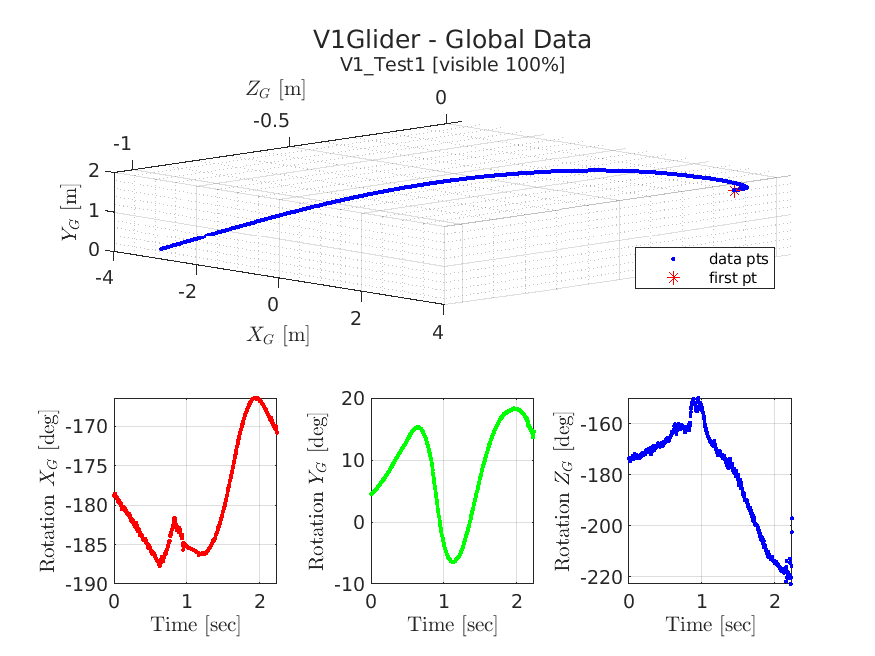 V1Glider - Global Data
V1_Test1 [visible 100%]
Z_G [m]
0
-0.5
-1
2
1
0
Y_G [m]
-4
-2
0
2
4
X_G [m]
data pts
first pt
-170
-175
-180
-185
-190
Rotation X_G [deg]
0 1 2
Time [sec]
20
10
0
-10
Rotation Y_G [deg]
0 1 2
Time [sec]
-160
-180
-200
-220
Rotation Z_G [deg]
0 1 2
Time [sec]